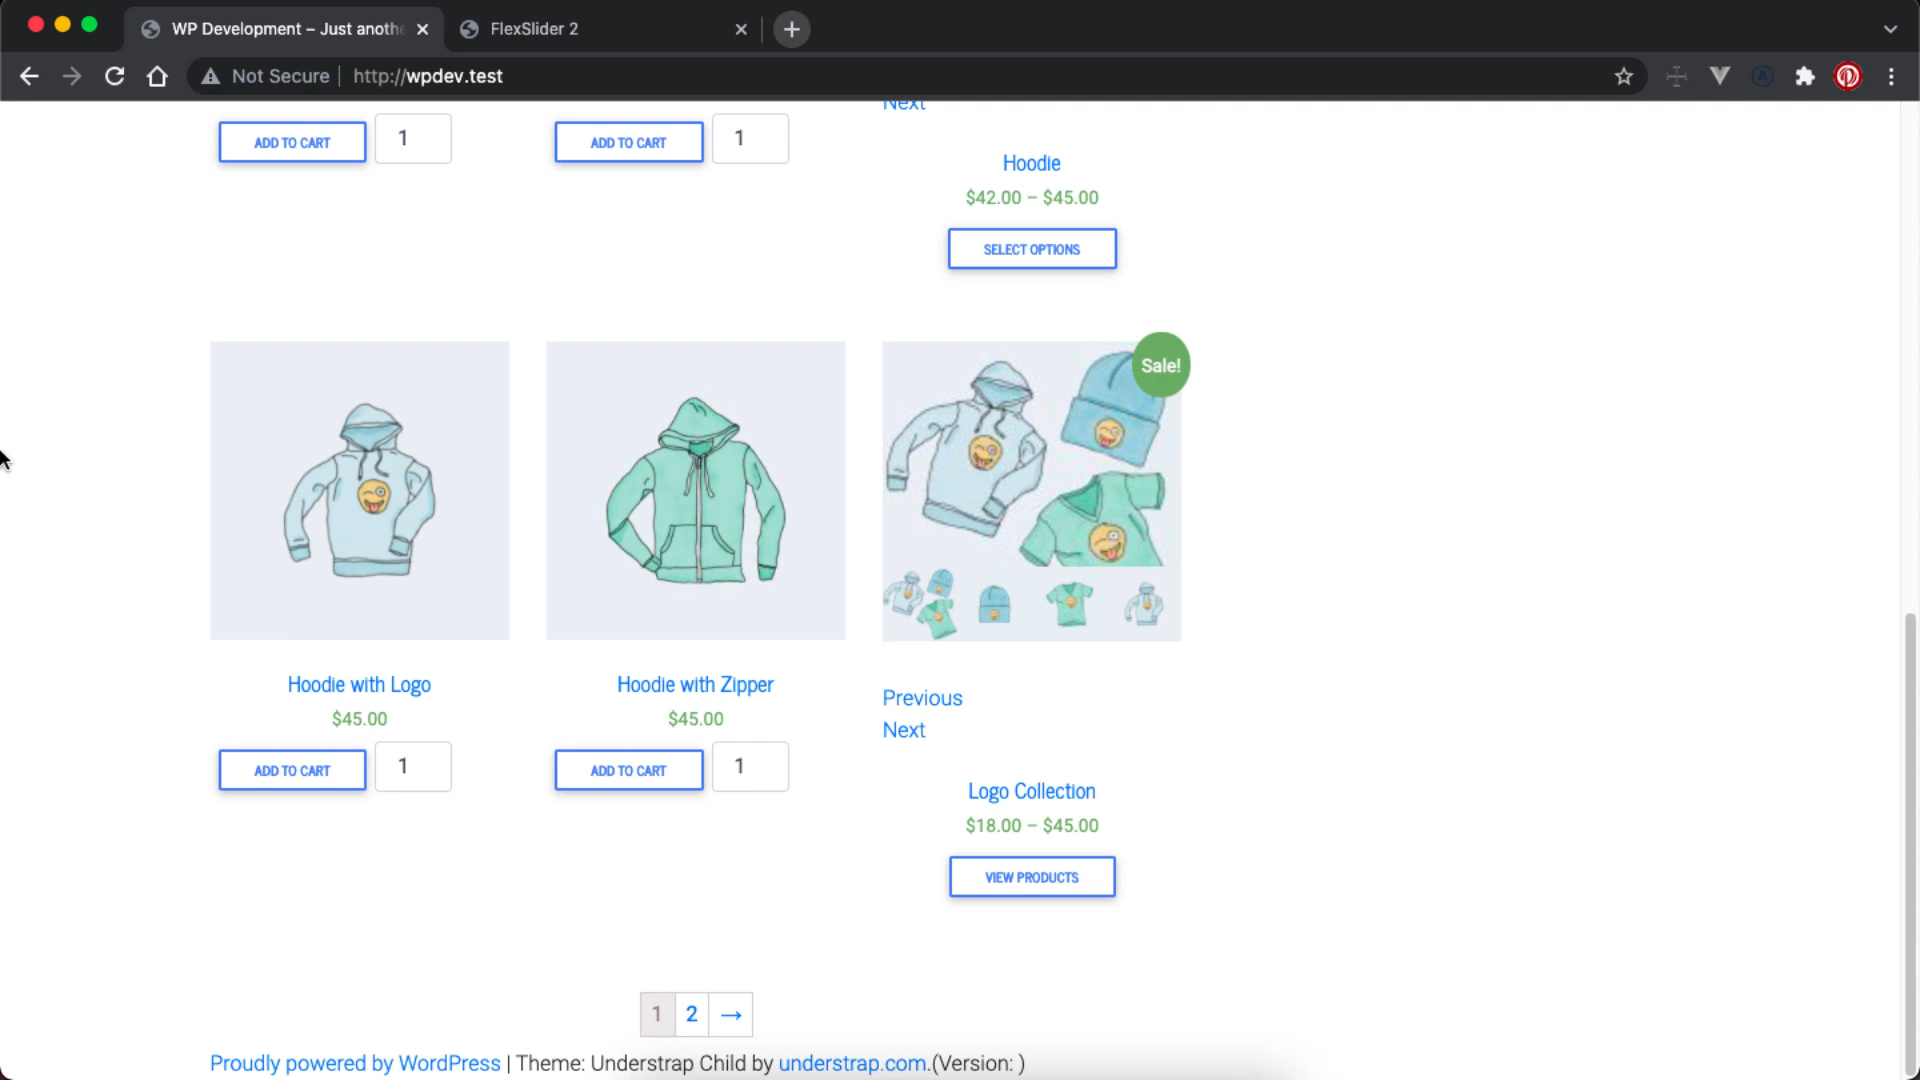 WP Development – Just anothe
FlexSlider 2
Not Secure
http://wpdev.test
Next
ADD TO CART
1
ADD TO CART
1
Hoodie
$42.00 – $45.00
SELECT OPTIONS
Sale!
Hoodie with Logo
$45.00
ADD TO CART
1
Hoodie with Zipper
$45.00
ADD TO CART
1
Previous
Next
Logo Collection
$18.00 – $45.00
VIEW PRODUCTS
1 2 →
Proudly powered by WordPress | Theme: Understrap Child by understrap.com.(Version: )